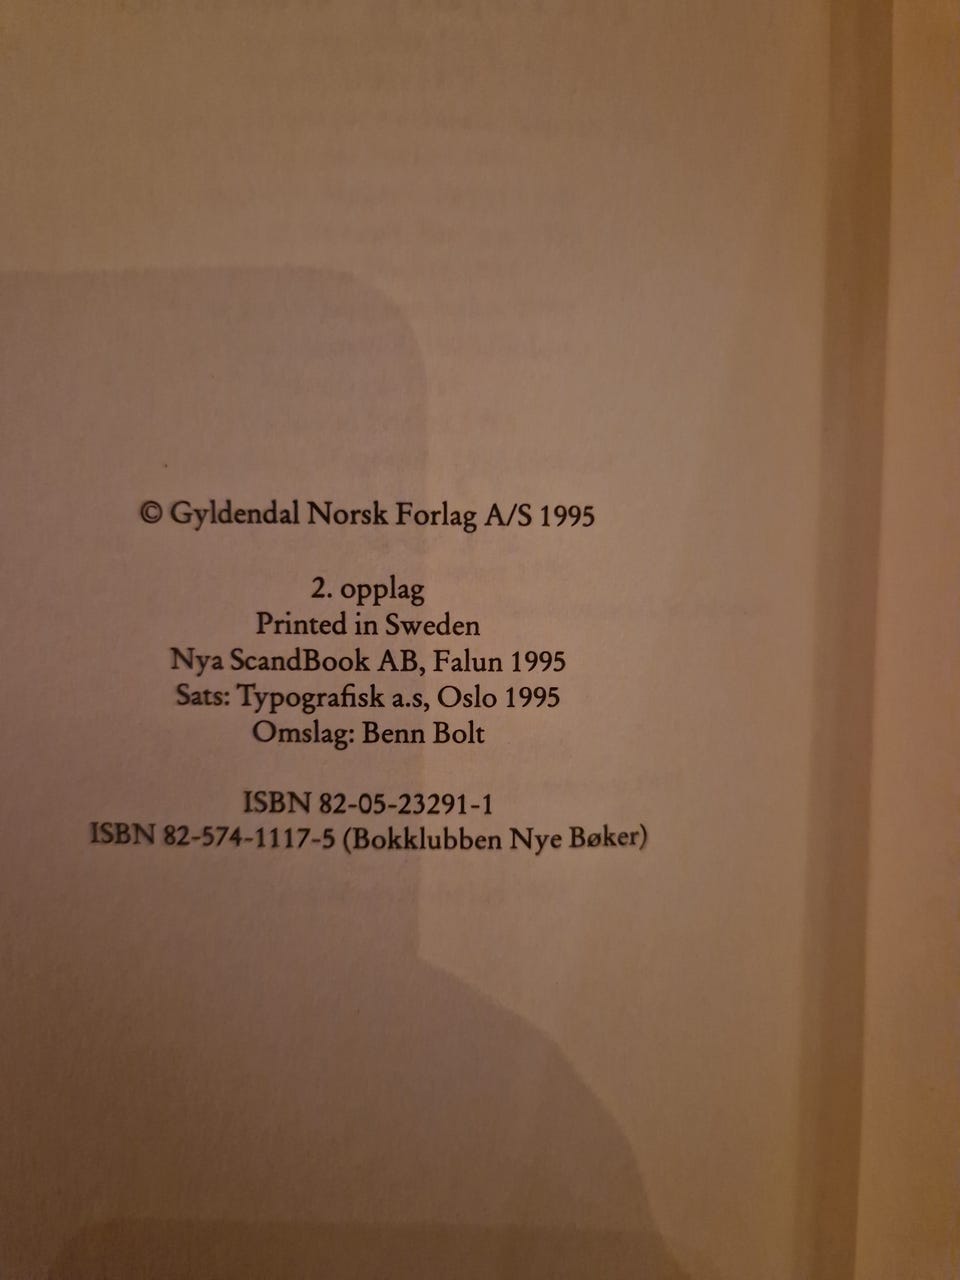 © Gyldendal Norsk Forlag A/S 1995
2. opplag
Printed in Sweden
Nya ScandBook AB, Falun 1995
Sats: Typografisk a.s, Oslo 1995
Omslag: Benn Bolt
ISBN 82-05-23291-1
ISBN 82-574-1117-5 (Bokklubben Nye Bøker)